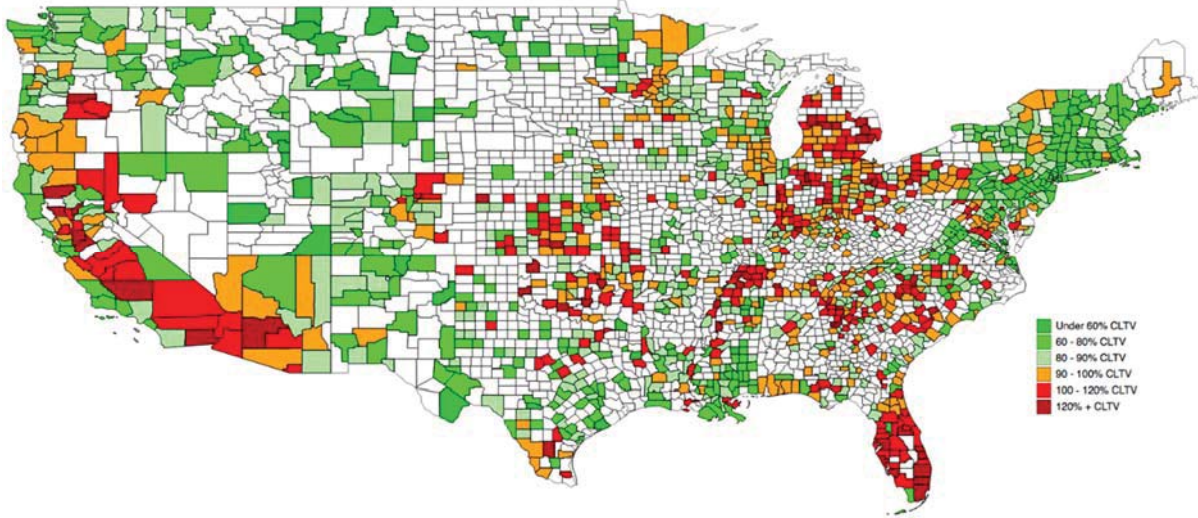 Under 60% CLTV
60 - 80% CLTV
80 - 90% CLTV
90 - 100% CLTV
100 - 120% CLTV
120% + CLTV